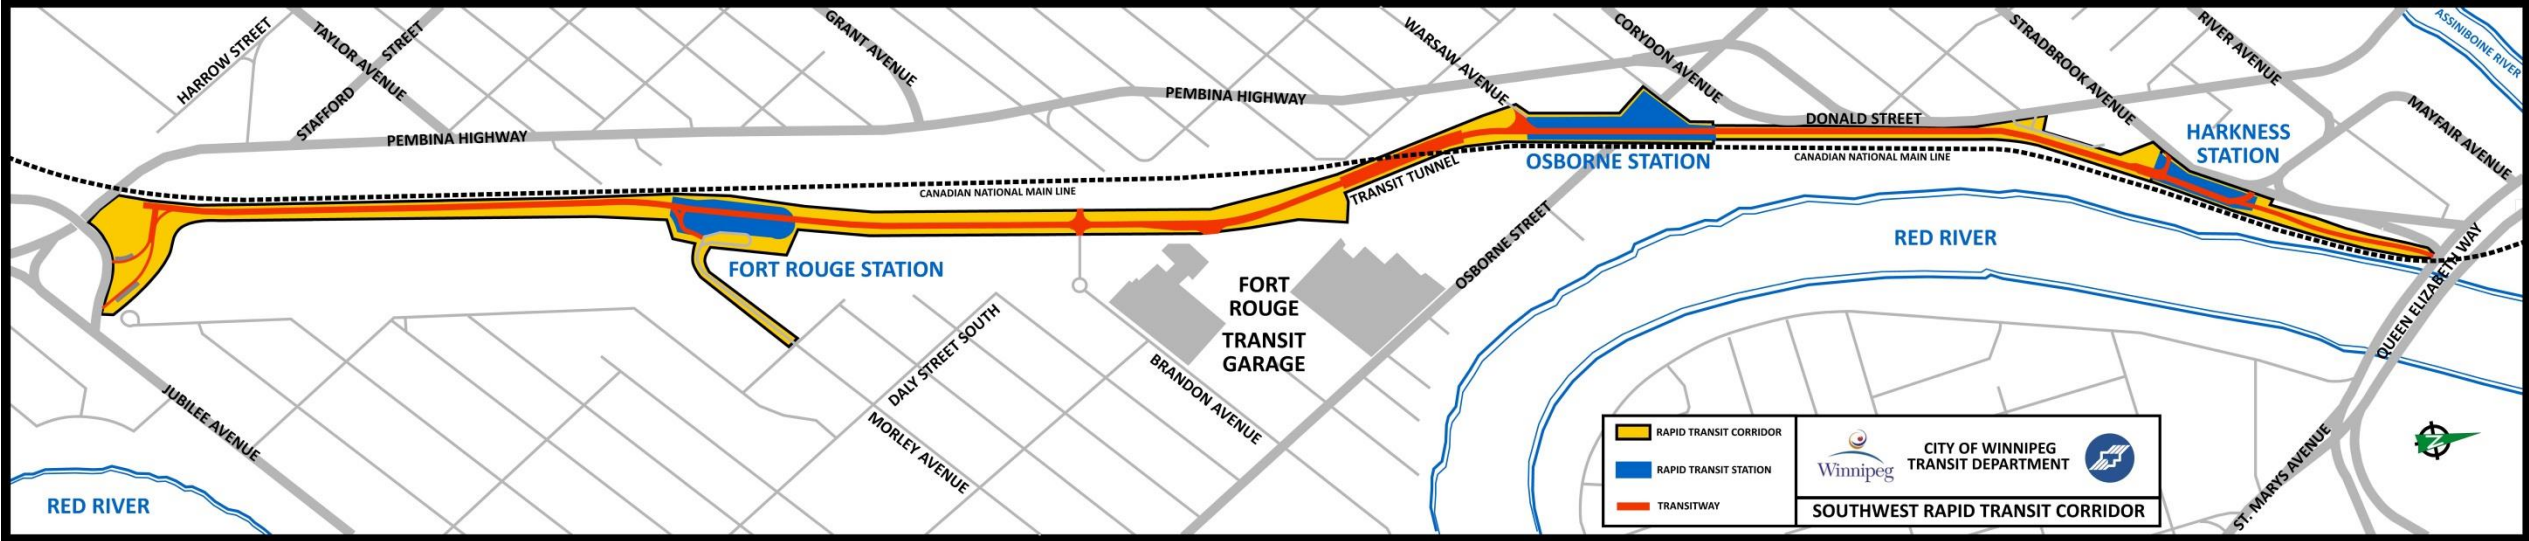 HARROW STREET
TAYLOR AVENUE
STAFFORD STREET
GRANT AVENUE
PEMBINA HIGHWAY
PEMBINA HIGHWAY
WARSAW AVENUE
CORYDON AVENUE
DONALD STREET
STRADBROOK AVENUE
RIVER AVENUE
ASSINIBOINE RIVER
MAYFAIR AVENUE
HARKNESS
STATION
OSBORNE STATION
CANADIAN NATIONAL MAIN LINE
CANADIAN NATIONAL MAIN LINE
TRANSIT TUNNEL
OSBORNE STREET
RED RIVER
QUEEN ELIZABETH WAY
FORT ROUGE STATION
FORT
ROUGE
TRANSIT
GARAGE
DALY STREET SOUTH
BRANDON AVENUE
MORLEY AVENUE
JUBILEE AVENUE
RED RIVER
ST. MARYS AVENUE
RAPID TRANSIT CORRIDOR
RAPID TRANSIT STATION
TRANSITWAY
Winnipeg
CITY OF WINNIPEG
TRANSIT DEPARTMENT
SOUTHWEST RAPID TRANSIT CORRIDOR
N